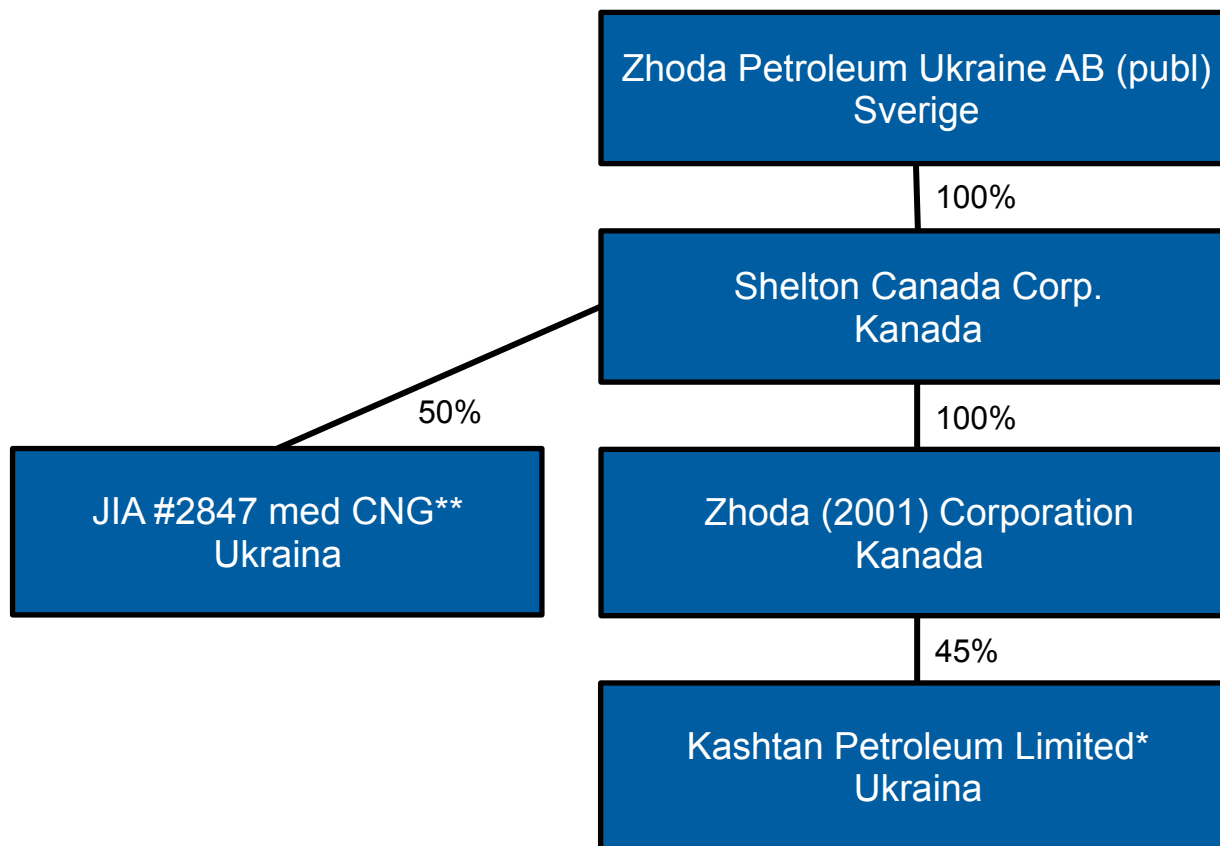 Zhoda Petroleum Ukraine AB (publ)
Sverige
100%
Shelton Canada Corp.
Kanada
50%
100%
JIA #2847 med CNG**
Ukraina
Zhoda (2001) Corporation
Kanada
45%
Kashtan Petroleum Limited*
Ukraina